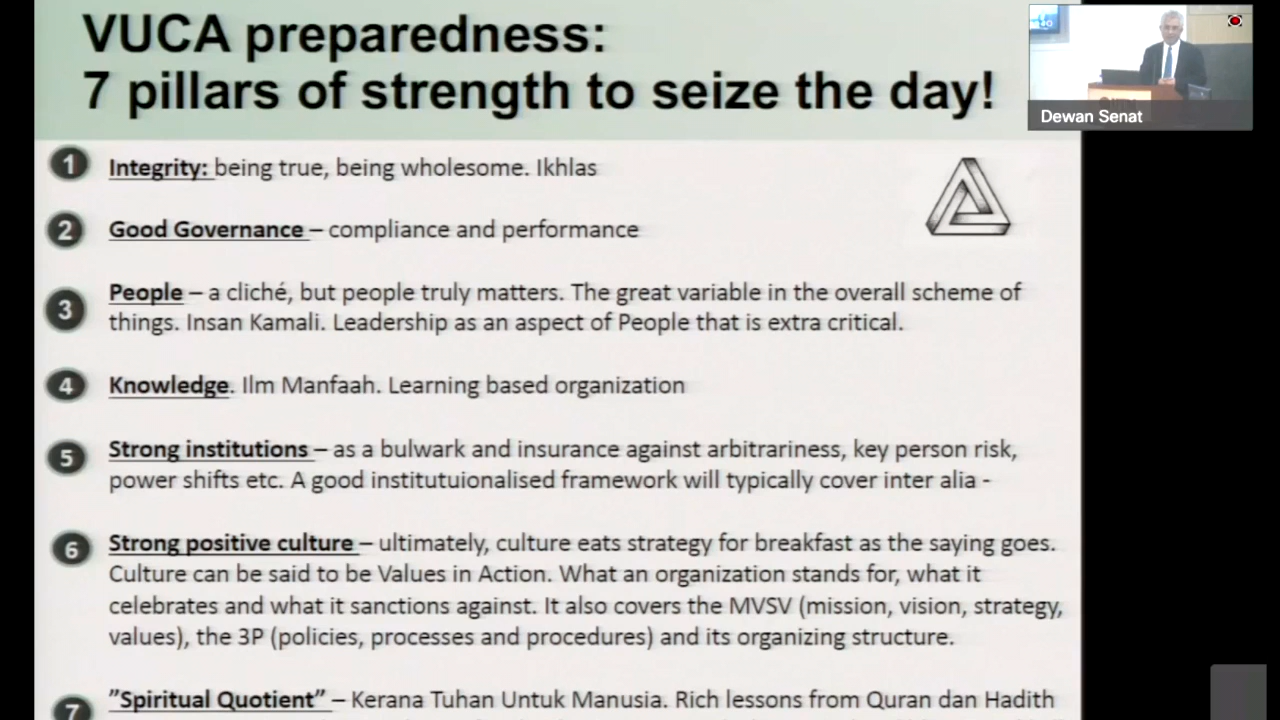 VUCA preparedness:
7 pillars of strength to seize the day!
Dewan Senat
1 Integrity: being true, being wholesome. Ikhlas
2 Good Governance – compliance and performance
3 People – a cliché, but people truly matters. The great variable in the overall scheme of
things. Insan Kamali. Leadership as an aspect of People that is extra critical.
4 Knowledge. Ilm Manfaah. Learning based organization
5 Strong institutions – as a bulwark and insurance against arbitrariness, key person risk,
power shifts etc. A good institutuionalised framework will typically cover inter alia -
6 Strong positive culture – ultimately, culture eats strategy for breakfast as the saying goes.
Culture can be said to be Values in Action. What an organization stands for, what it
celebrates and what it sanctions against. It also covers the MVSV (mission, vision, strategy,
values), the 3P (policies, processes and procedures) and its organizing structure.
7 ”Spiritual Quotient” – Kerana Tuhan Untuk Manusia. Rich lessons from Quran dan Hadith